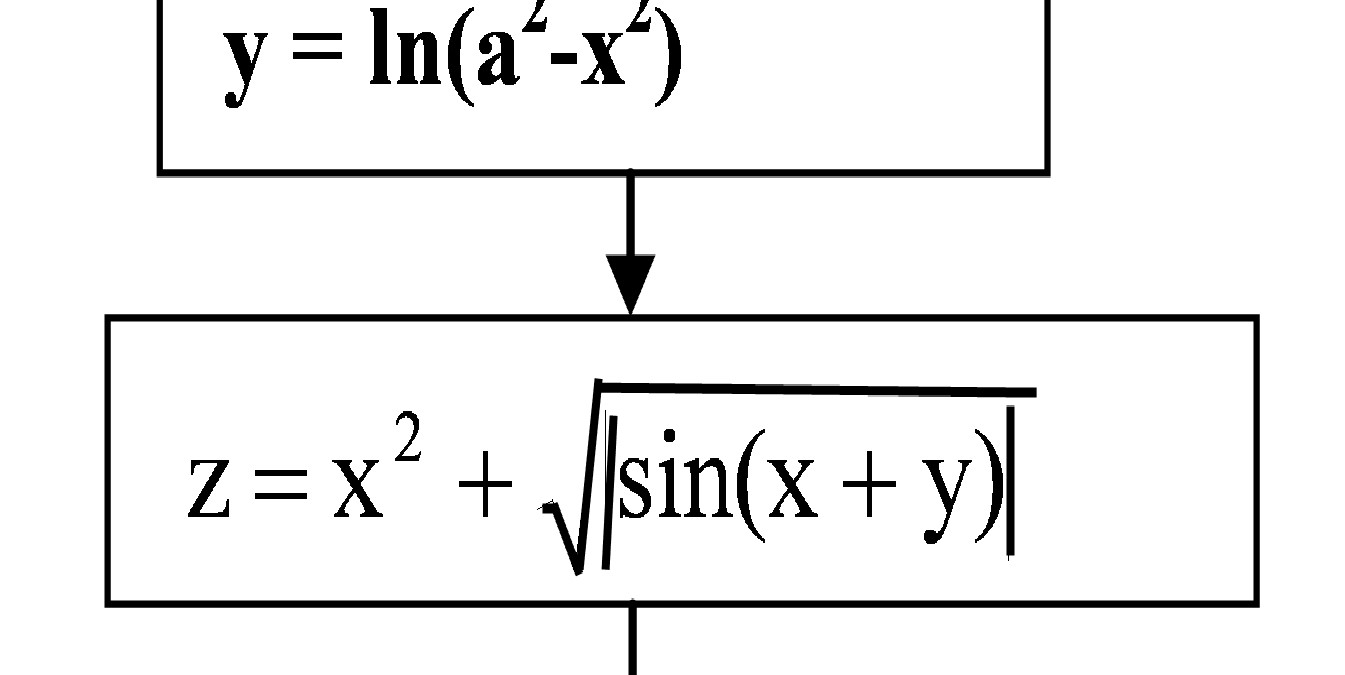 y = ln(a²-x²)
z = x² + √|sin(x + y)|